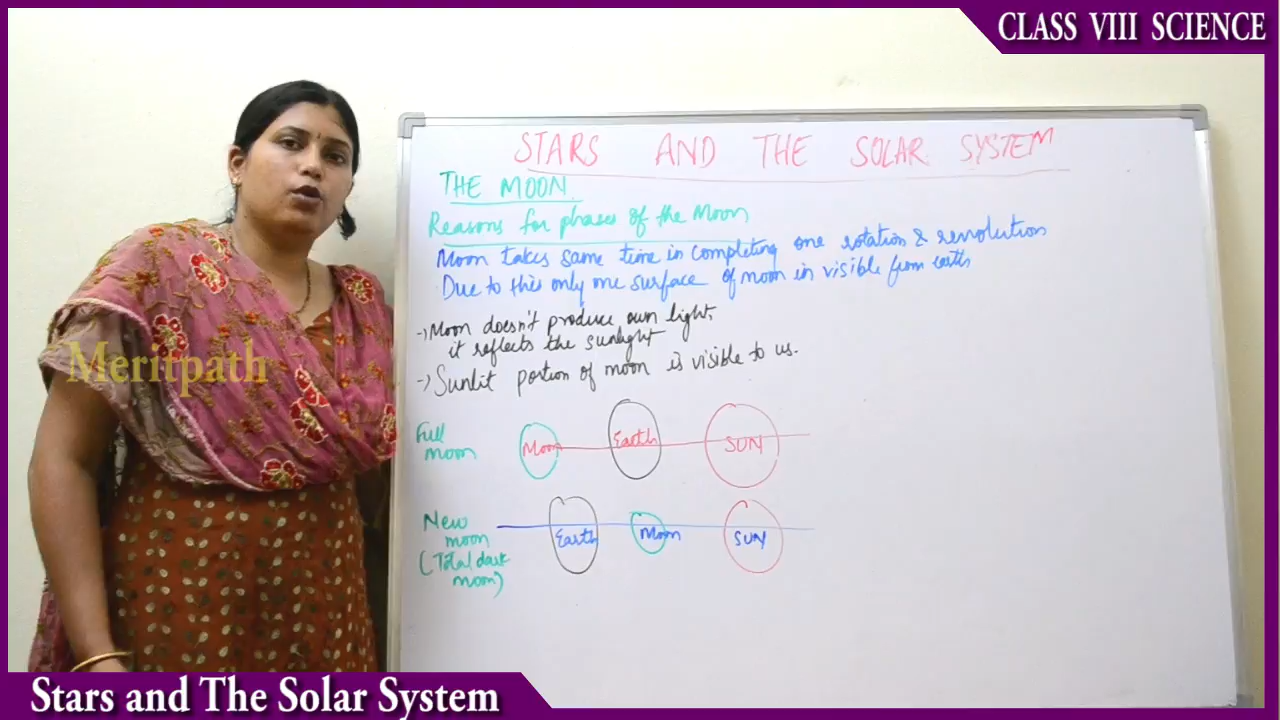 CLASS VIII SCIENCE
STARS AND THE SOLAR SYSTEM
THE MOON
Reasons for phases of the Moon
Moon takes same time in completing one rotation & revolution
Due to this only one surface of moon in visible from earth
→ Moon doesn't produce own light,
it reflects the sunlight
→ Sunlit portion of moon is visible to us.
Full
moon
Moon Earth SUN
New
moon
(Total dark
moon)
Earth Moon SUN
Meritpath
Stars and The Solar System